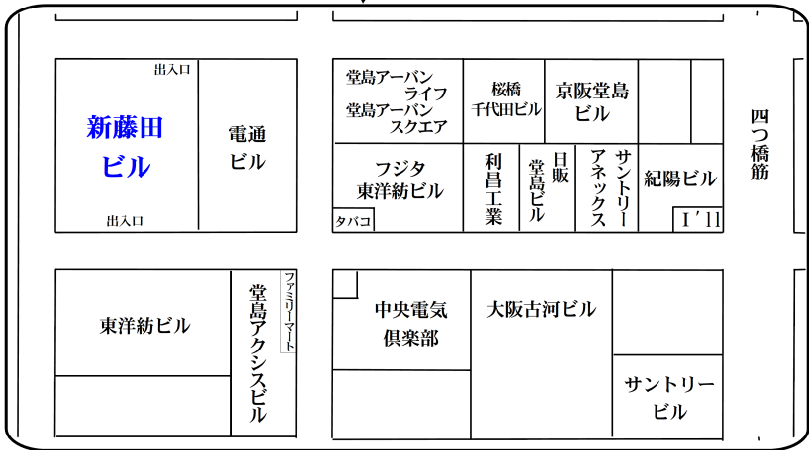 出入口
新藤田
ビル
出入口
電通
ビル
堂島アーバン
ライフ
堂島アーバン
スクエア
桜橋
千代田ビル
京阪堂島
ビル
フジタ
東洋紡ビル
タバコ
利昌工業
日販
堂島ビル
サントリー
アネックス
紀陽ビル
I'll
四つ橋筋
東洋紡ビル
堂島アクシスビル
ファミリーマート
中央電気
倶楽部
大阪古河ビル
サントリー
ビル